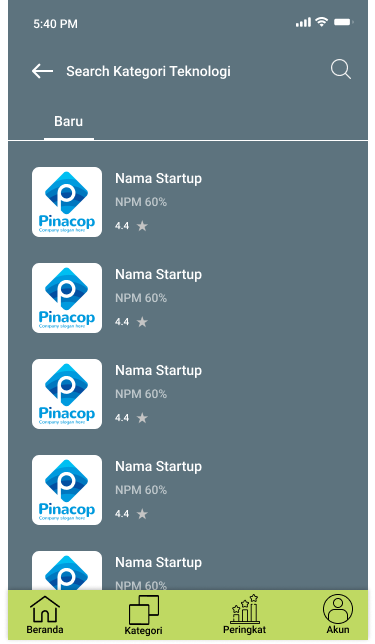 5:40 PM
Search Kategori Teknologi
Baru
Pinacop
Company slogan here
Nama Startup
NPM 60%
4.4
Pinacop
Company slogan here
Nama Startup
NPM 60%
4.4
Pinacop
Company slogan here
Nama Startup
NPM 60%
4.4
Pinacop
Company slogan here
Nama Startup
NPM 60%
4.4
Nama Startup
NPM 60%
Beranda
Kategori
Peringkat
Akun